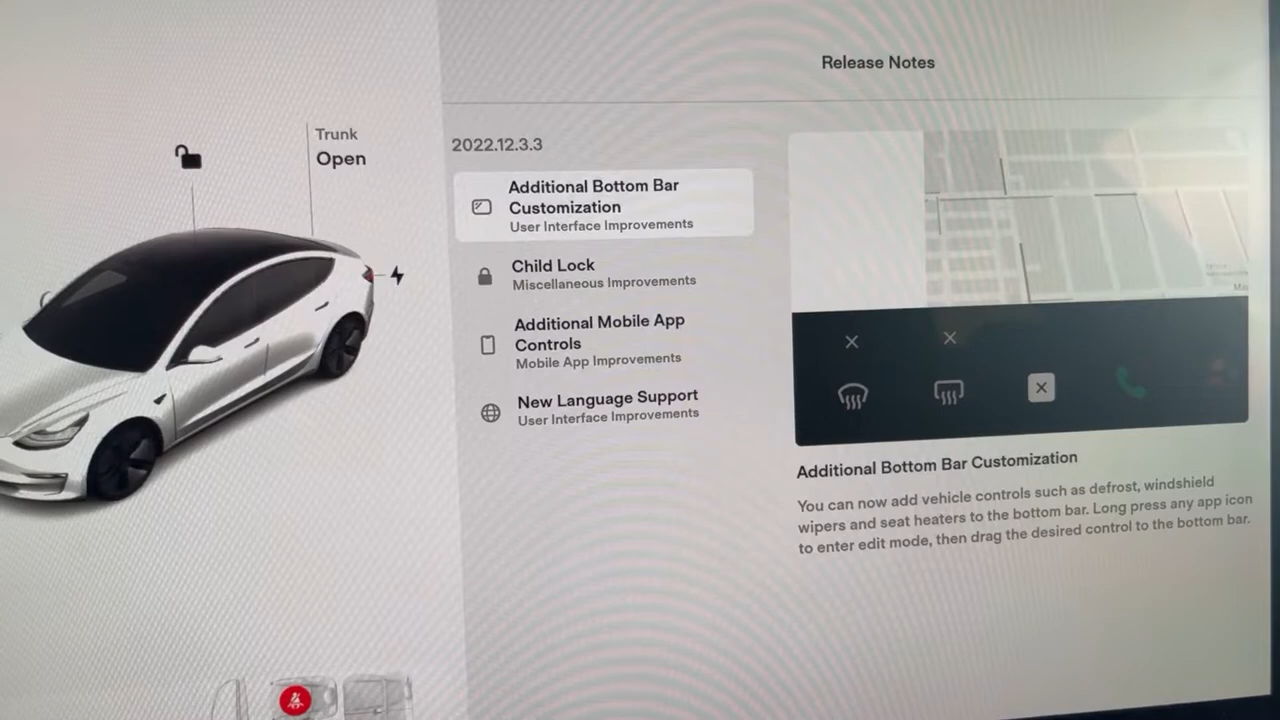 Release Notes
Trunk
Open
2022.12.3.3
Additional Bottom Bar
Customization
User Interface Improvements
Child Lock
Miscellaneous Improvements
Additional Mobile App
Controls
Mobile App Improvements
New Language Support
User Interface Improvements
Additional Bottom Bar Customization
You can now add vehicle controls such as defrost, windshield
wipers and seat heaters to the bottom bar. Long press any app icon
to enter edit mode, then drag the desired control to the bottom bar.